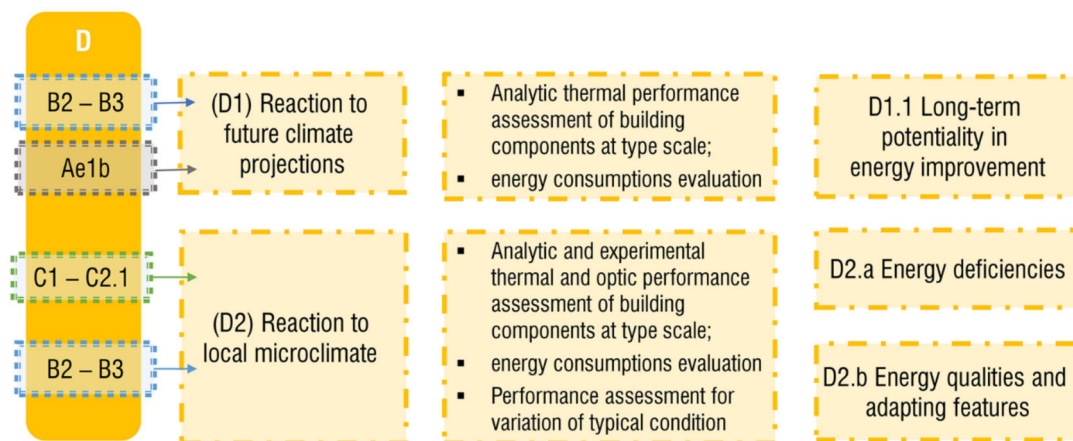 D
B2 – B3
Ae1b
C1 – C2.1
B2 – B3
(D1) Reaction to
future climate
projections
▪ Analytic thermal performance
assessment of building
components at type scale;
▪ energy consumptions evaluation
D1.1 Long-term
potentiality in
energy improvement
(D2) Reaction to
local microclimate
▪ Analytic and experimental
thermal and optic performance
assessment of building
components at type scale;
▪ energy consumptions evaluation
▪ Performance assessment for
variation of typical condition
D2.a Energy deficiencies
D2.b Energy qualities and
adapting features